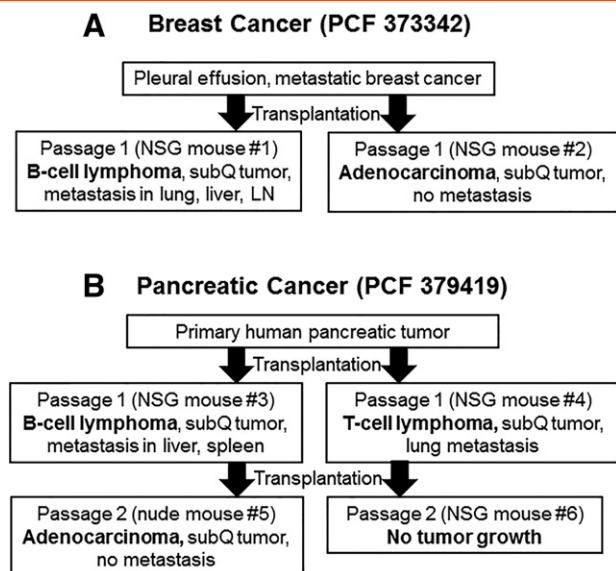 A Breast Cancer (PCF 373342)
Pleural effusion, metastatic breast cancer
Transplantation
Passage 1 (NSG mouse #1)
B-cell lymphoma, subQ tumor,
metastasis in lung, liver, LN
Passage 1 (NSG mouse #2)
Adenocarcinoma, subQ tumor,
no metastasis
B Pancreatic Cancer (PCF 379419)
Primary human pancreatic tumor
Transplantation
Passage 1 (NSG mouse #3)
B-cell lymphoma, subQ tumor,
metastasis in liver, spleen
Passage 1 (NSG mouse #4)
T-cell lymphoma, subQ tumor,
lung metastasis
Transplantation
Passage 2 (nude mouse #5)
Adenocarcinoma, subQ tumor,
no metastasis
Passage 2 (NSG mouse #6)
No tumor growth